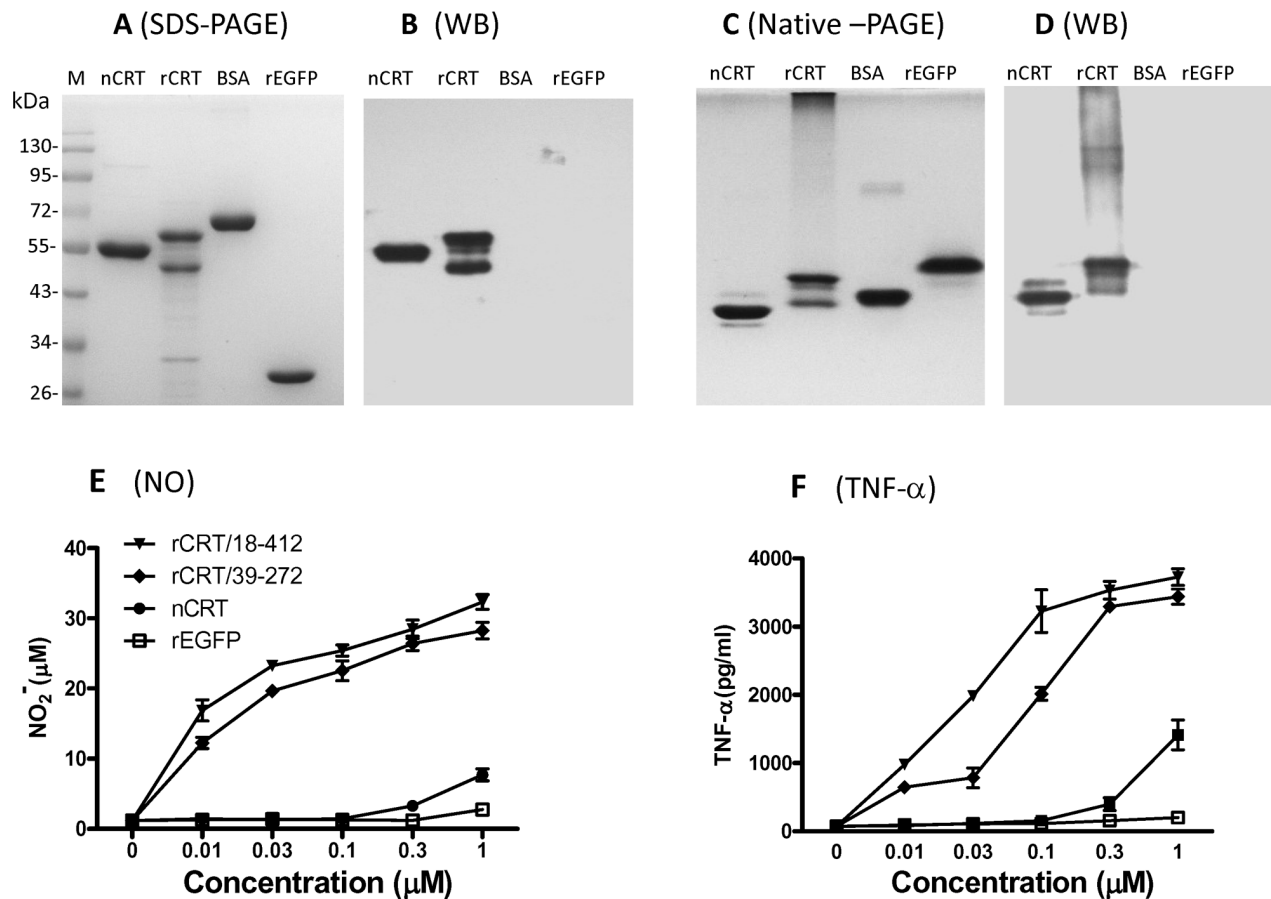 A (SDS-PAGE)
B (WB)
C (Native –PAGE)
D (WB)
M nCRT rCRT BSA rEGFP
nCRT rCRT BSA rEGFP
nCRT rCRT BSA rEGFP
nCRT rCRT BSA rEGFP
kDa
130-
95-
72-
55-
43-
34-
26-
E (NO)
rCRT/18-412
rCRT/39-272
nCRT
rEGFP
NO₂⁻(μM)
40
30
20
10
0
0 0.01 0.03 0.1 0.3 1
Concentration (μM)
F (TNF-α)
TNF-α(pg/ml)
4000
3000
2000
1000
0
0 0.01 0.03 0.1 0.3 1
Concentration (μM)